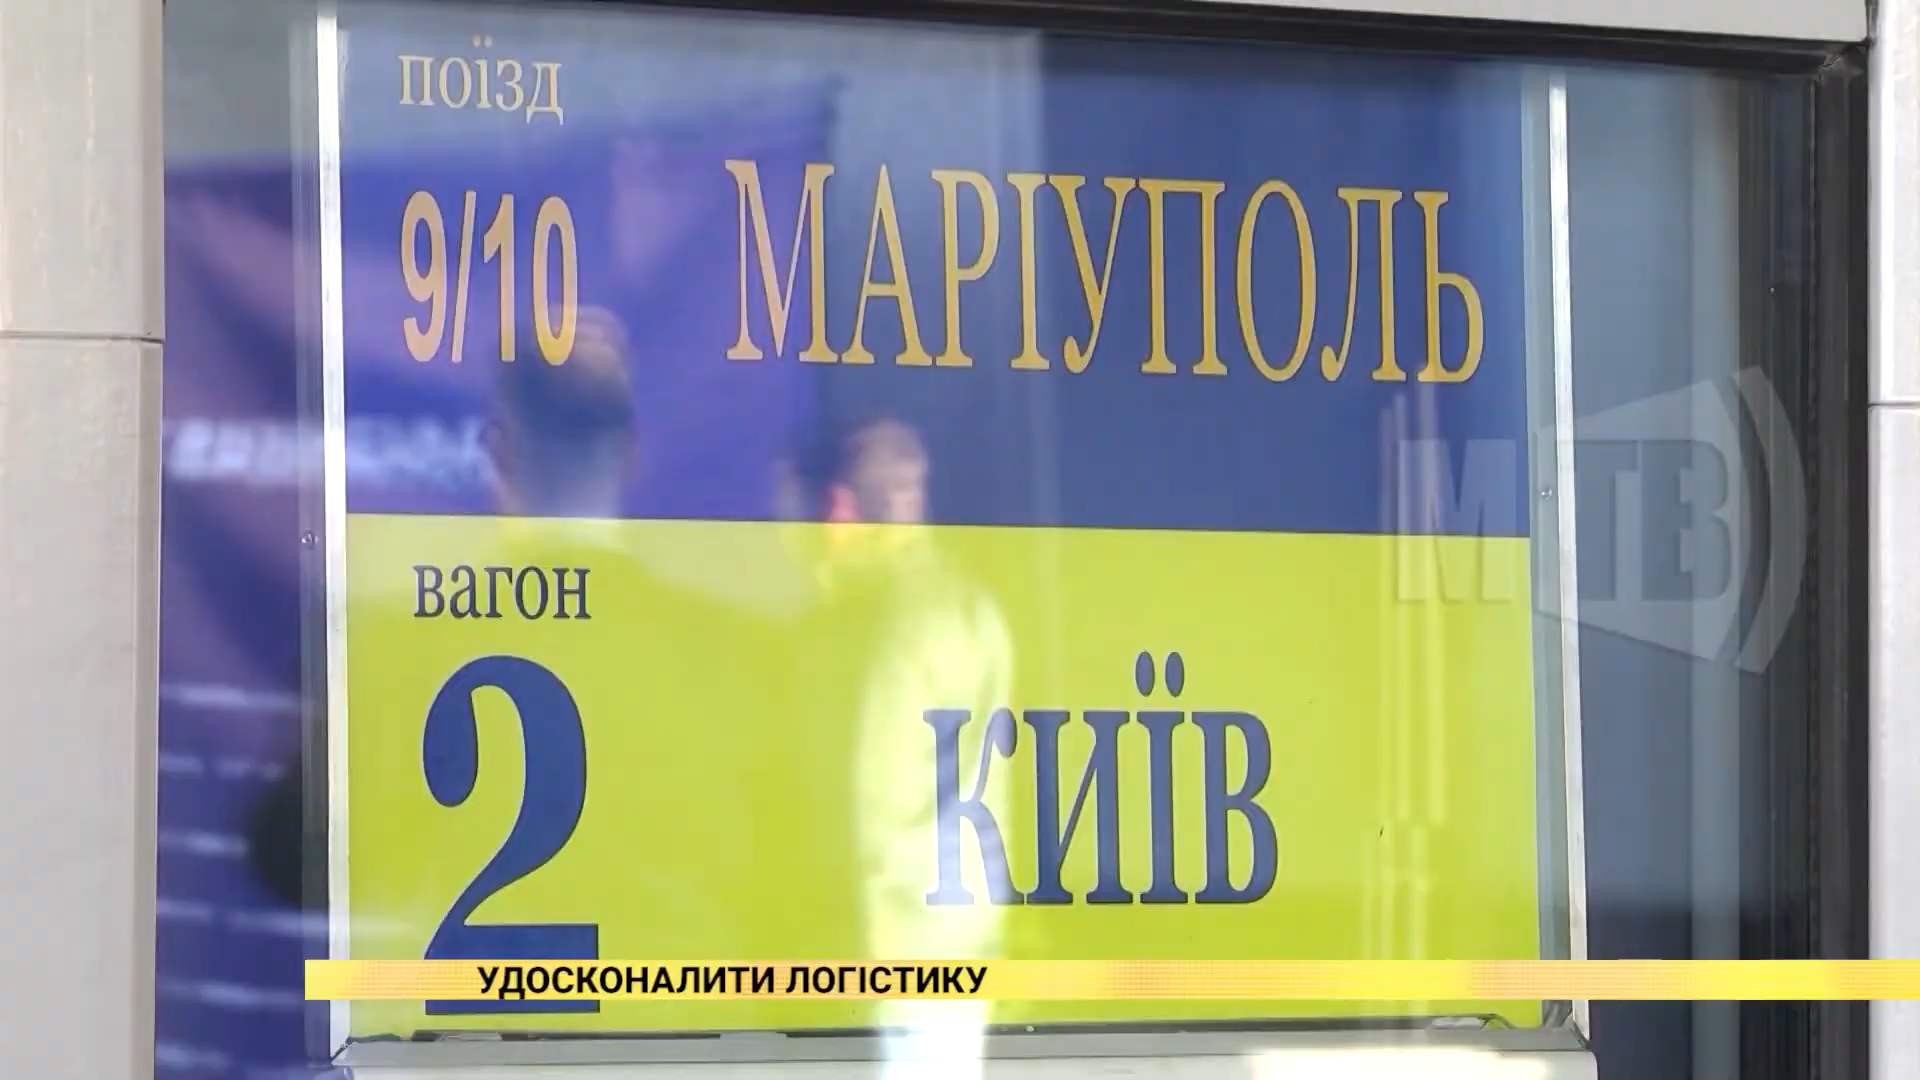 поїзд
9/10
МАРІУПОЛЬ
вагон
2
КИЇВ
МТВ
УДОСКОНАЛИТИ ЛОГІСТИКУ